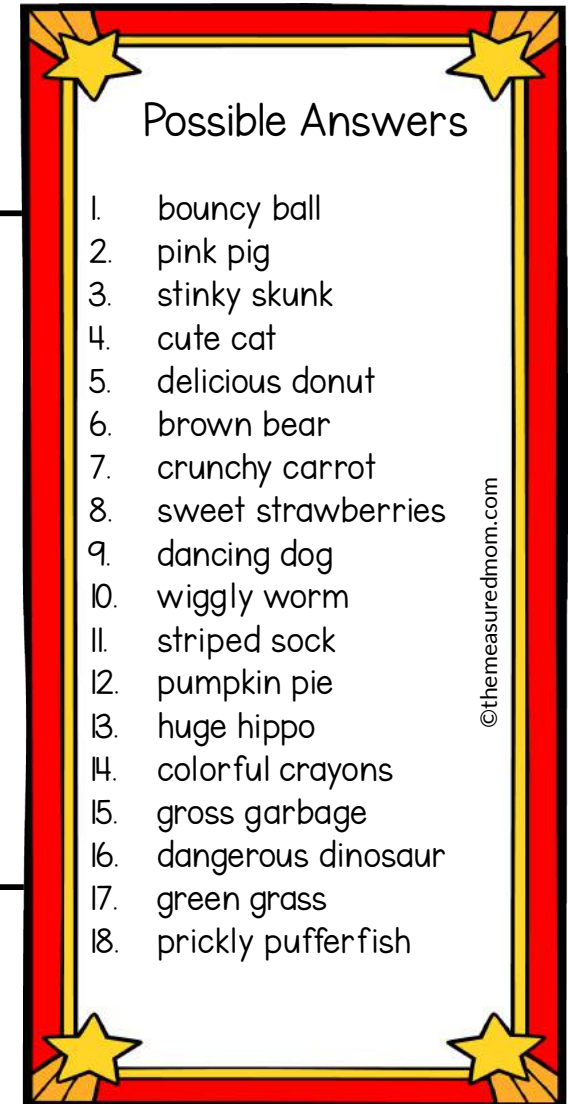 Possible Answers
1. bouncy ball
2. pink pig
3. stinky skunk
4. cute cat
5. delicious donut
6. brown bear
7. crunchy carrot
8. sweet strawberries
9. dancing dog
10. wiggly worm
11. striped sock
12. pumpkin pie
13. huge hippo
14. colorful crayons
15. gross garbage
16. dangerous dinosaur
17. green grass
18. prickly pufferfish
©themeasuredmom.com